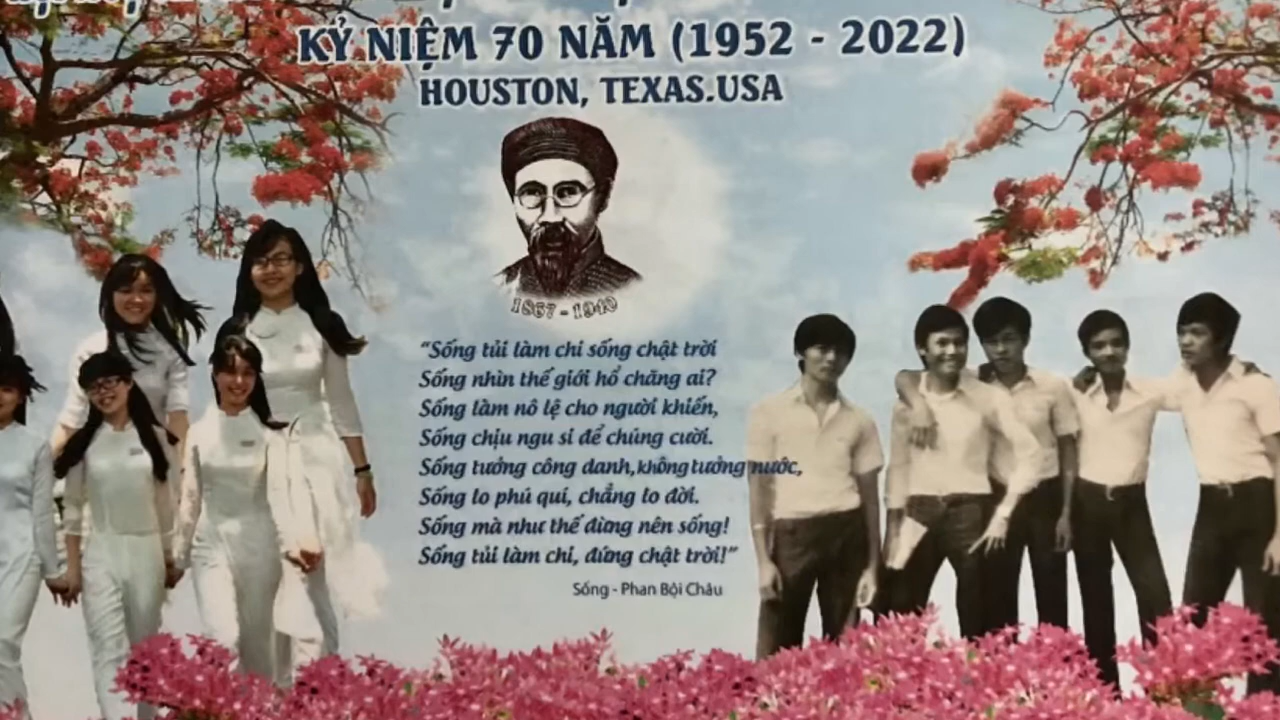 KỶ NIỆM 70 NĂM (1952 - 2022)
HOUSTON, TEXAS.USA
1867 - 1940
"Sống tủi làm chi sống chật trời
Sống nhìn thế giới hổ chăng ai?
Sống làm nô lệ cho người khiến,
Sống chịu ngu si để chúng cười.
Sống tưởng công danh, không tưởng nước,
Sống lo phú quí, chẳng lo đời.
Sống mà như thế đừng nên sống!
Sống tủi làm chi, đứng chật trời!"
Sống - Phan Bội Châu